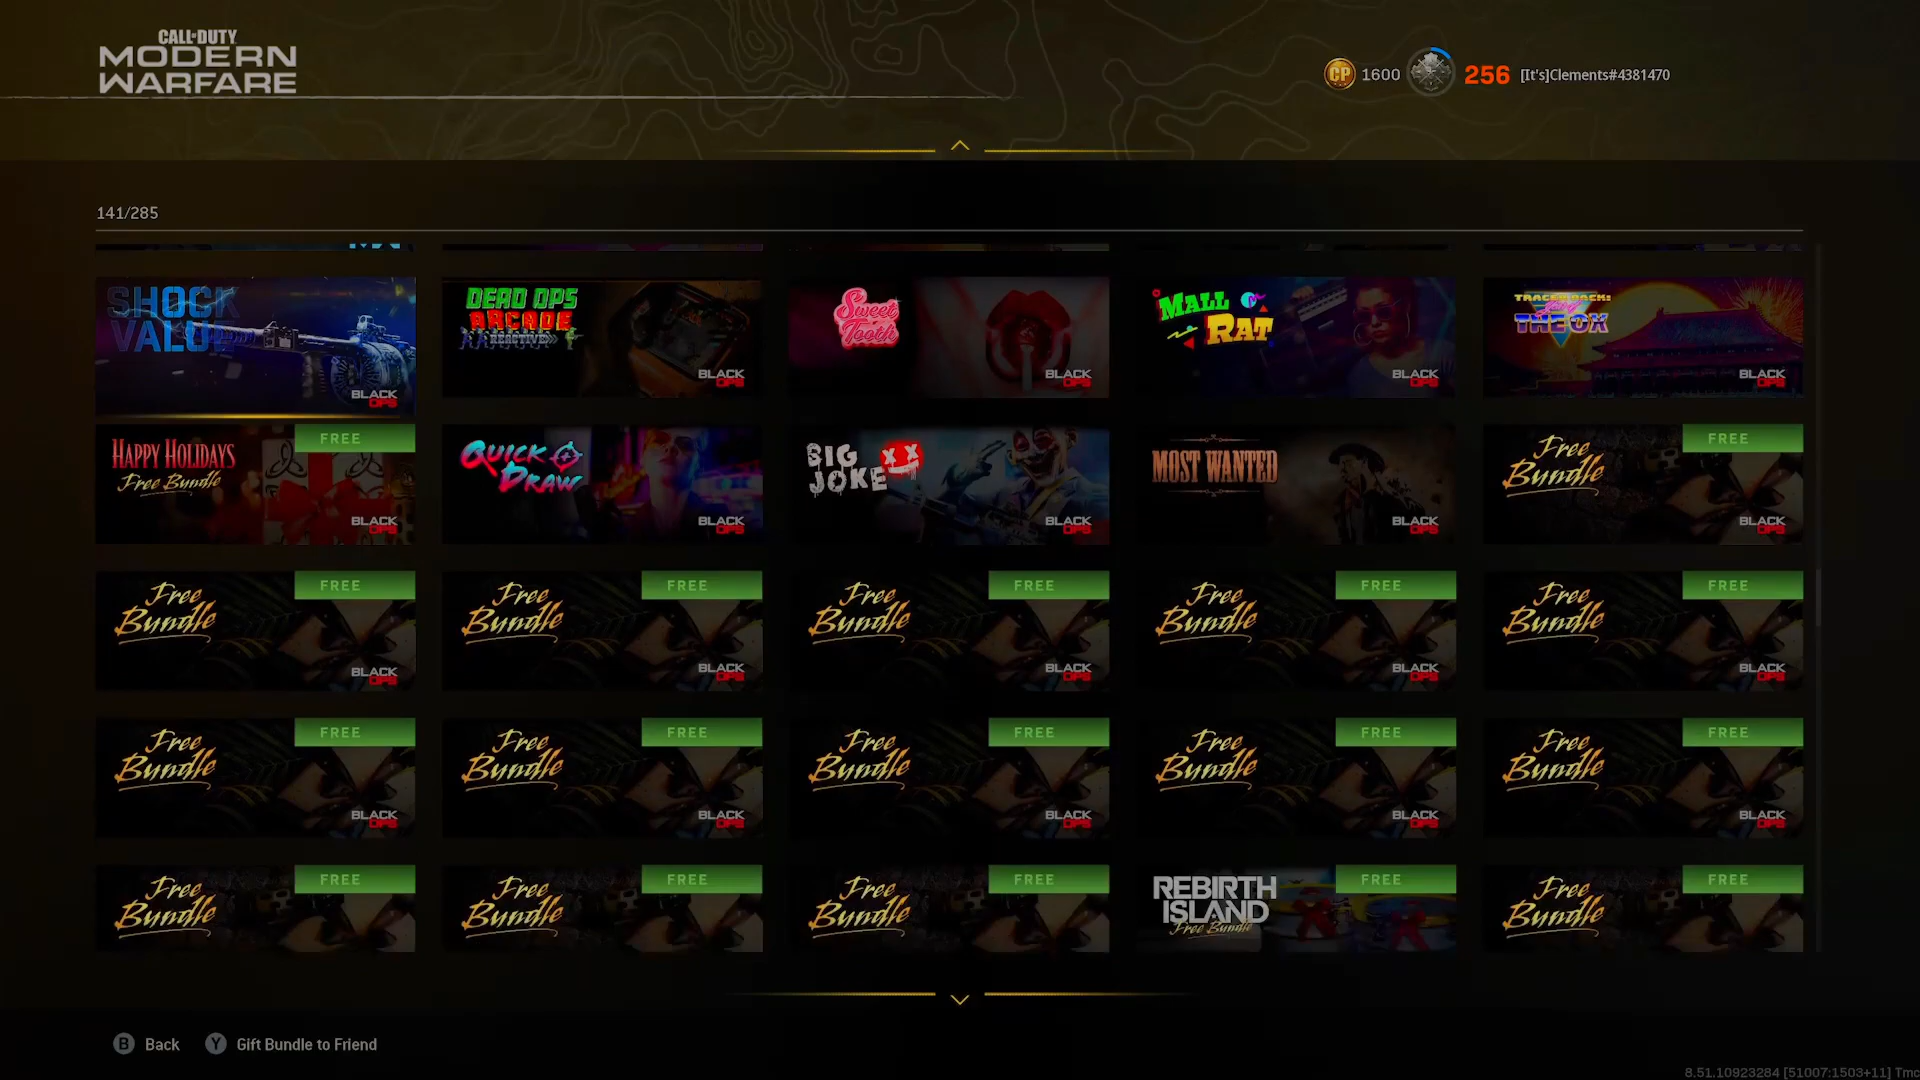 CALL OF DUTY
MODERN
WARFARE
CP 1600
256
[It's]Clements#4381470
141/285
SHOCK
VALUE
BLACK
OPS
DEAD OPS
ARCADE
REACTIVE
BLACK
OPS
Sweet
Tooth
BLACK
OPS
MALL
RAT
BLACK
OPS
TRACER PACK:
THE OX
BLACK
OPS
HAPPY HOLIDAYS
Free Bundle
FREE
BLACK
OPS
QUICK
DRAW
BLACK
OPS
BIG
JOKE
BLACK
OPS
MOST WANTED
BLACK
OPS
Free
Bundle
FREE
BLACK
OPS
Free
Bundle
FREE
BLACK
OPS
Free
Bundle
FREE
BLACK
OPS
Free
Bundle
FREE
BLACK
OPS
Free
Bundle
FREE
BLACK
OPS
Free
Bundle
FREE
BLACK
OPS
Free
Bundle
FREE
BLACK
OPS
Free
Bundle
FREE
BLACK
OPS
Free
Bundle
FREE
BLACK
OPS
Free
Bundle
FREE
BLACK
OPS
Free
Bundle
FREE
BLACK
OPS
Free
Bundle
FREE
Free
Bundle
FREE
Free
Bundle
FREE
REBIRTH
ISLAND
Free Bundle
FREE
Free
Bundle
FREE
B Back
Y Gift Bundle to Friend
8.51.10923284 [51007:1503+11] Tmc